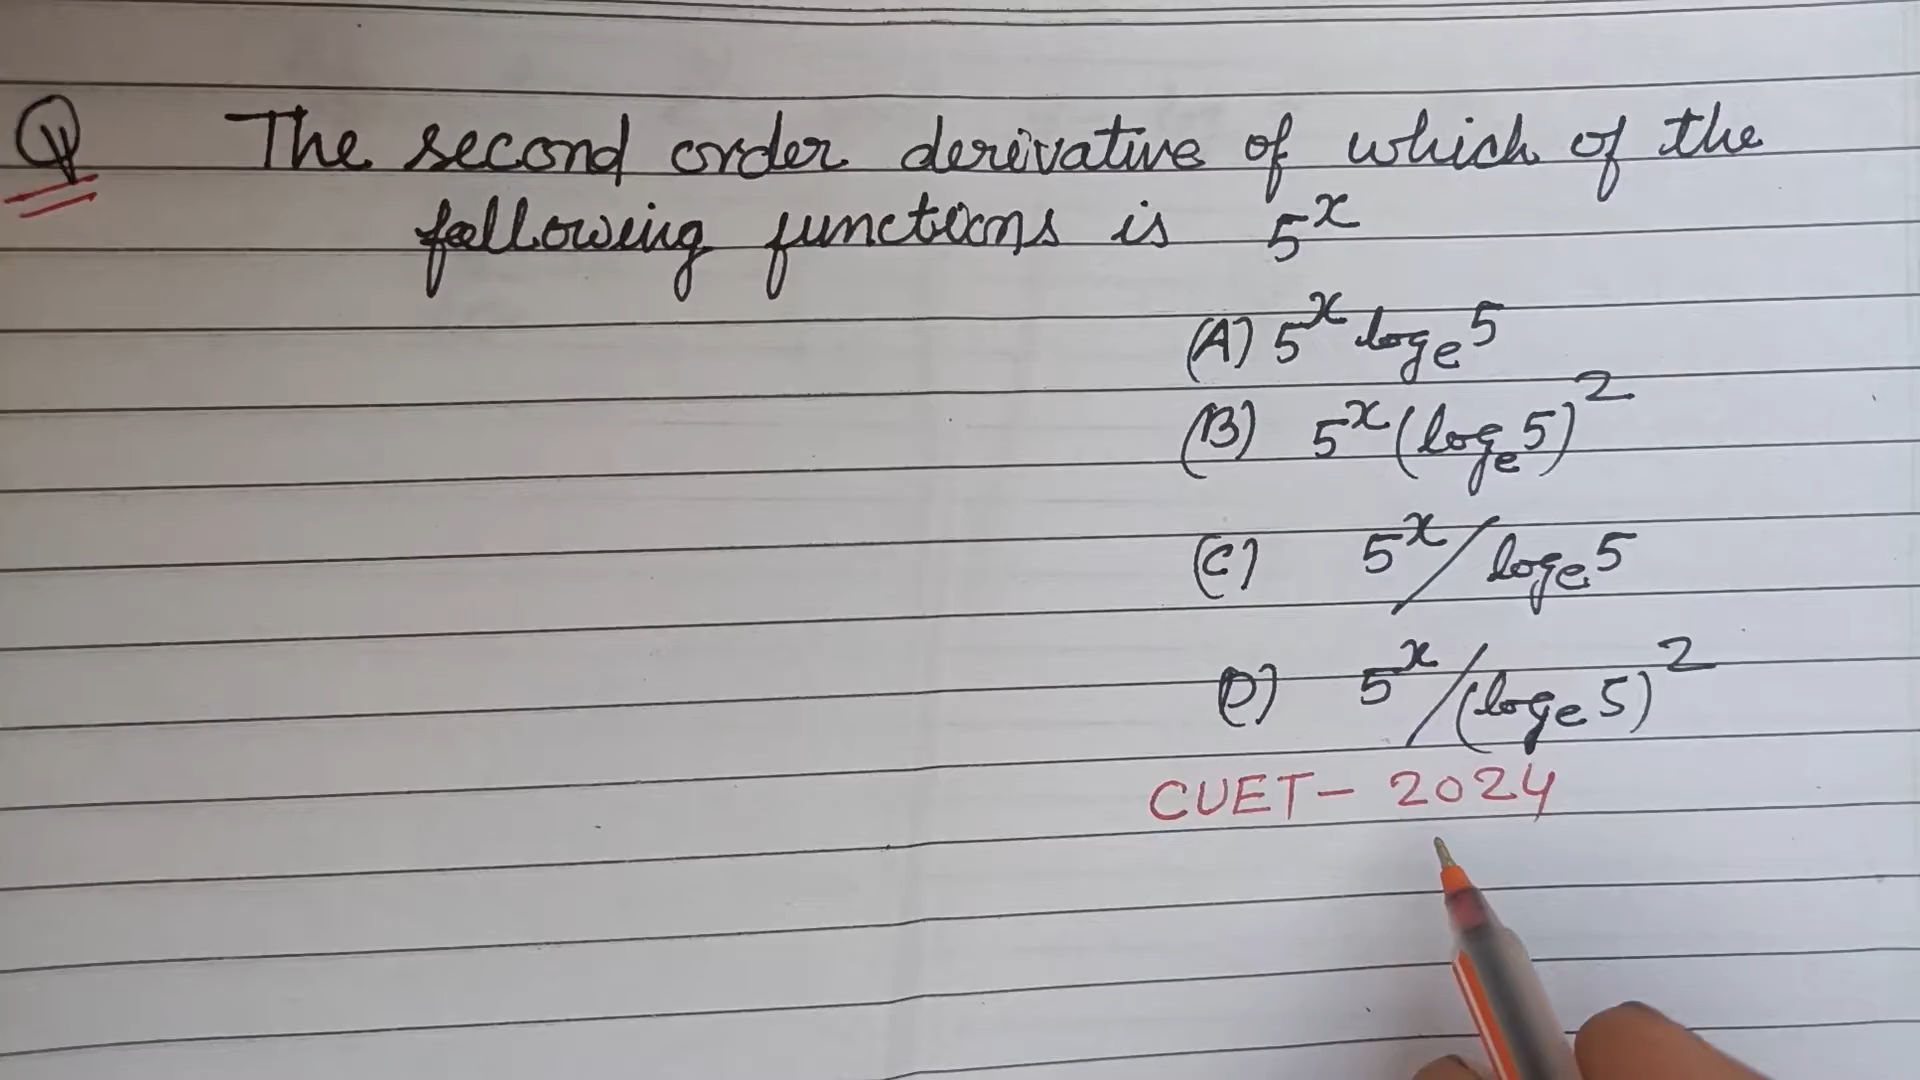 Q The second order derivative of which of the
following functions is 5^x
(A) 5^x log_e 5
(B) 5^x (log_e 5)^2
(C) 5^x / log_e 5
(D) 5^x / (log_e 5)^2
CUET - 2024